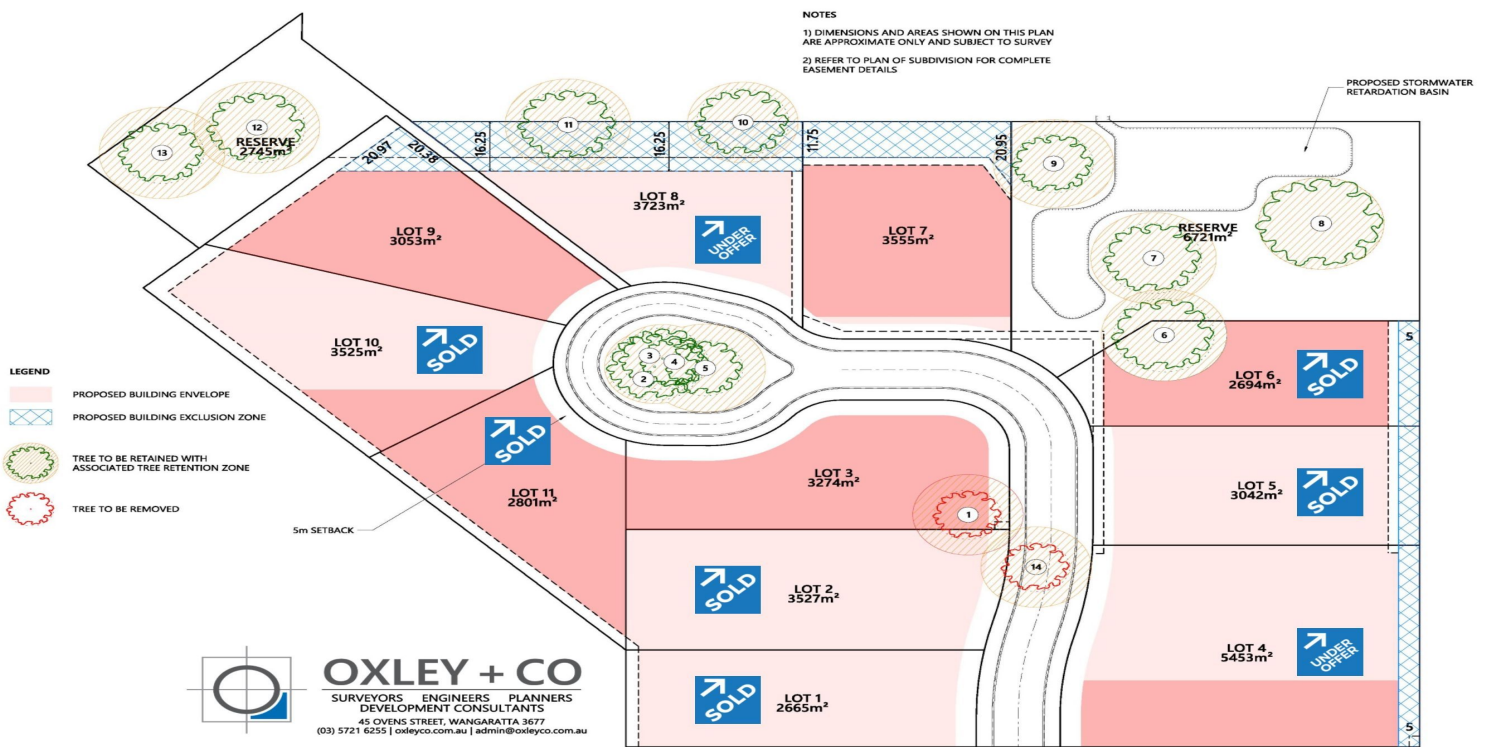 NOTES
1) DIMENSIONS AND AREAS SHOWN ON THIS PLAN
ARE APPROXIMATE ONLY AND SUBJECT TO SURVEY
2) REFER TO PLAN OF SUBDIVISION FOR COMPLETE
EASEMENT DETAILS
PROPOSED STORMWATER
RETARDATION BASIN
13
12
RESERVE
2745m²
20.97
20.38
16.25
11
16.25
10
11.75
20.95
9
8
RESERVE
6721m²
7
6
LOT 9
3053m²
LOT 8
3723m²
UNDER
OFFER
LOT 7
3555m²
LOT 10
3525m²
SOLD
3
4
5
2
LOT 6
2694m²
SOLD
5
LEGEND
PROPOSED BUILDING ENVELOPE
PROPOSED BUILDING EXCLUSION ZONE
TREE TO BE RETAINED WITH
ASSOCIATED TREE RETENTION ZONE
TREE TO BE REMOVED
SOLD
LOT 11
2801m²
5m SETBACK
LOT 3
3274m²
1
14
LOT 5
3042m²
SOLD
SOLD
LOT 2
3527m²
LOT 4
5453m²
UNDER
OFFER
SOLD
LOT 1
2665m²
5
OXLEY + CO
SURVEYORS ENGINEERS PLANNERS
DEVELOPMENT CONSULTANTS
45 OVENS STREET, WANGARATTA 3677
(03) 5721 6255 | oxleyco.com.au | admin@oxleyco.com.au